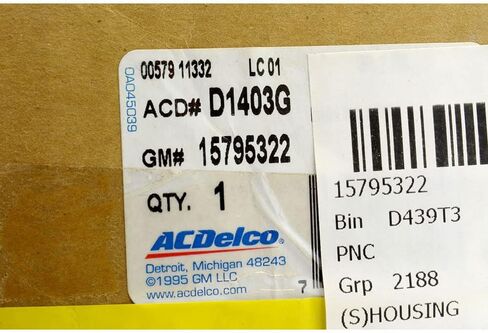 00579 11332 LC 01
0AD45039
ACD# D1403G
GM# 15795322
QTY. 1
ACDelco
Detroit, Michigan 48243
©1995 GM LLC
www.acdelco.com
7
15795322
Bin D439T3
PNC
Grp 2188
(S)HOUSING